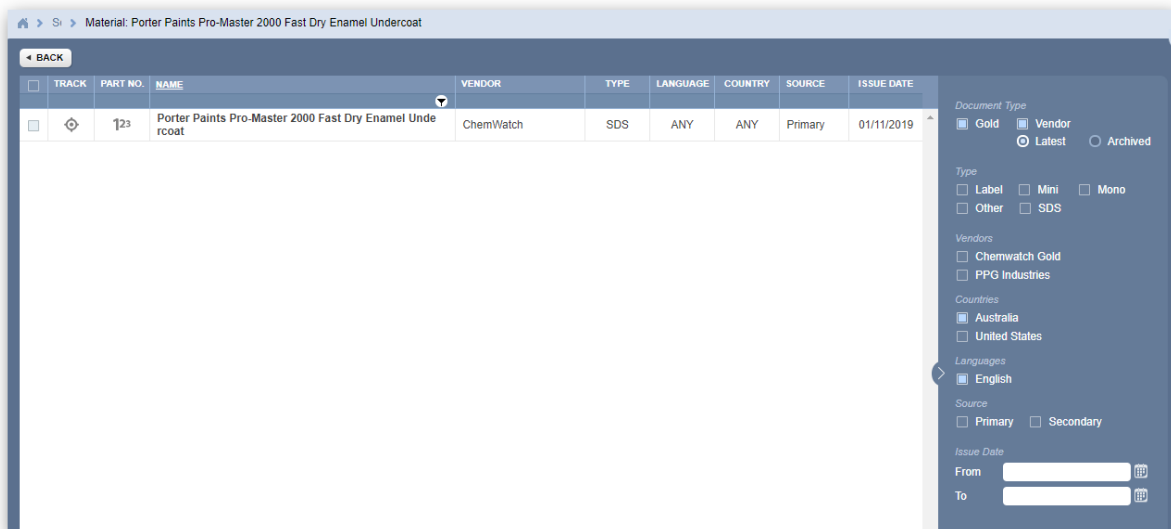 Material: Porter Paints Pro-Master 2000 Fast Dry Enamel Undercoat
BACK
TRACK PART NO. NAME VENDOR TYPE LANGUAGE COUNTRY SOURCE ISSUE DATE
123 Porter Paints Pro-Master 2000 Fast Dry Enamel Unde
rcoat ChemWatch SDS ANY ANY Primary 01/11/2019
Document Type
Gold Vendor
Latest Archived
Type
Label Mini Mono
Other SDS
Vendors
Chemwatch Gold
PPG Industries
Countries
Australia
United States
Languages
English
Source
Primary Secondary
Issue Date
From
To